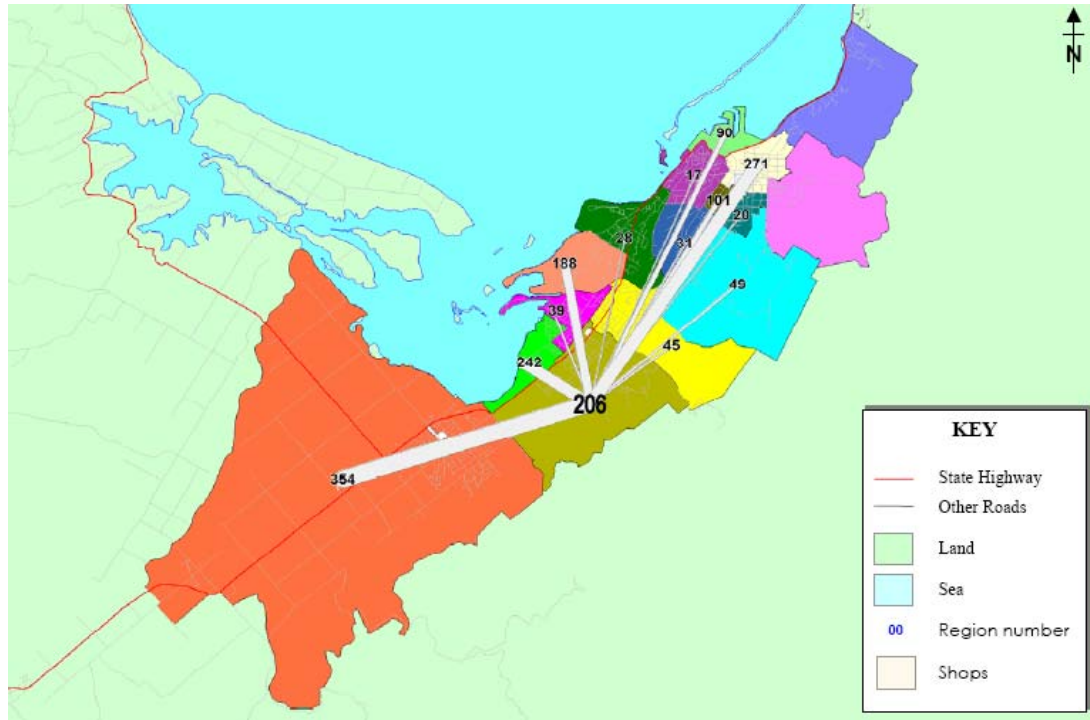 N
90
271
17
101
20
28
31
188
49
39
45
242
206
354
KEY
State Highway
Other Roads
Land
Sea
00 Region number
Shops